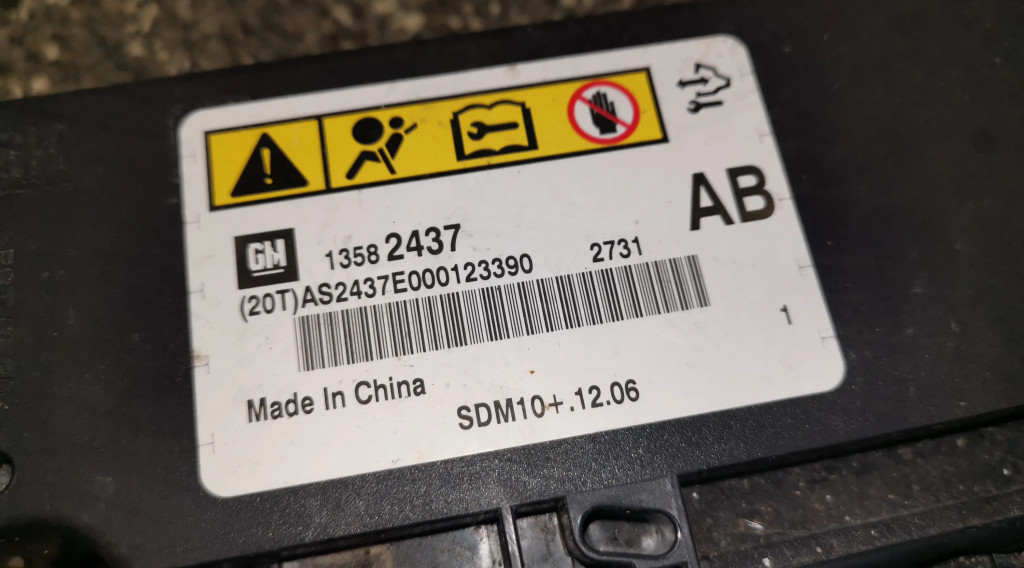 AB
GM 1358 2437
(20T)AS2437E000123390 2731
1
Made In China
SDM10+.12.06